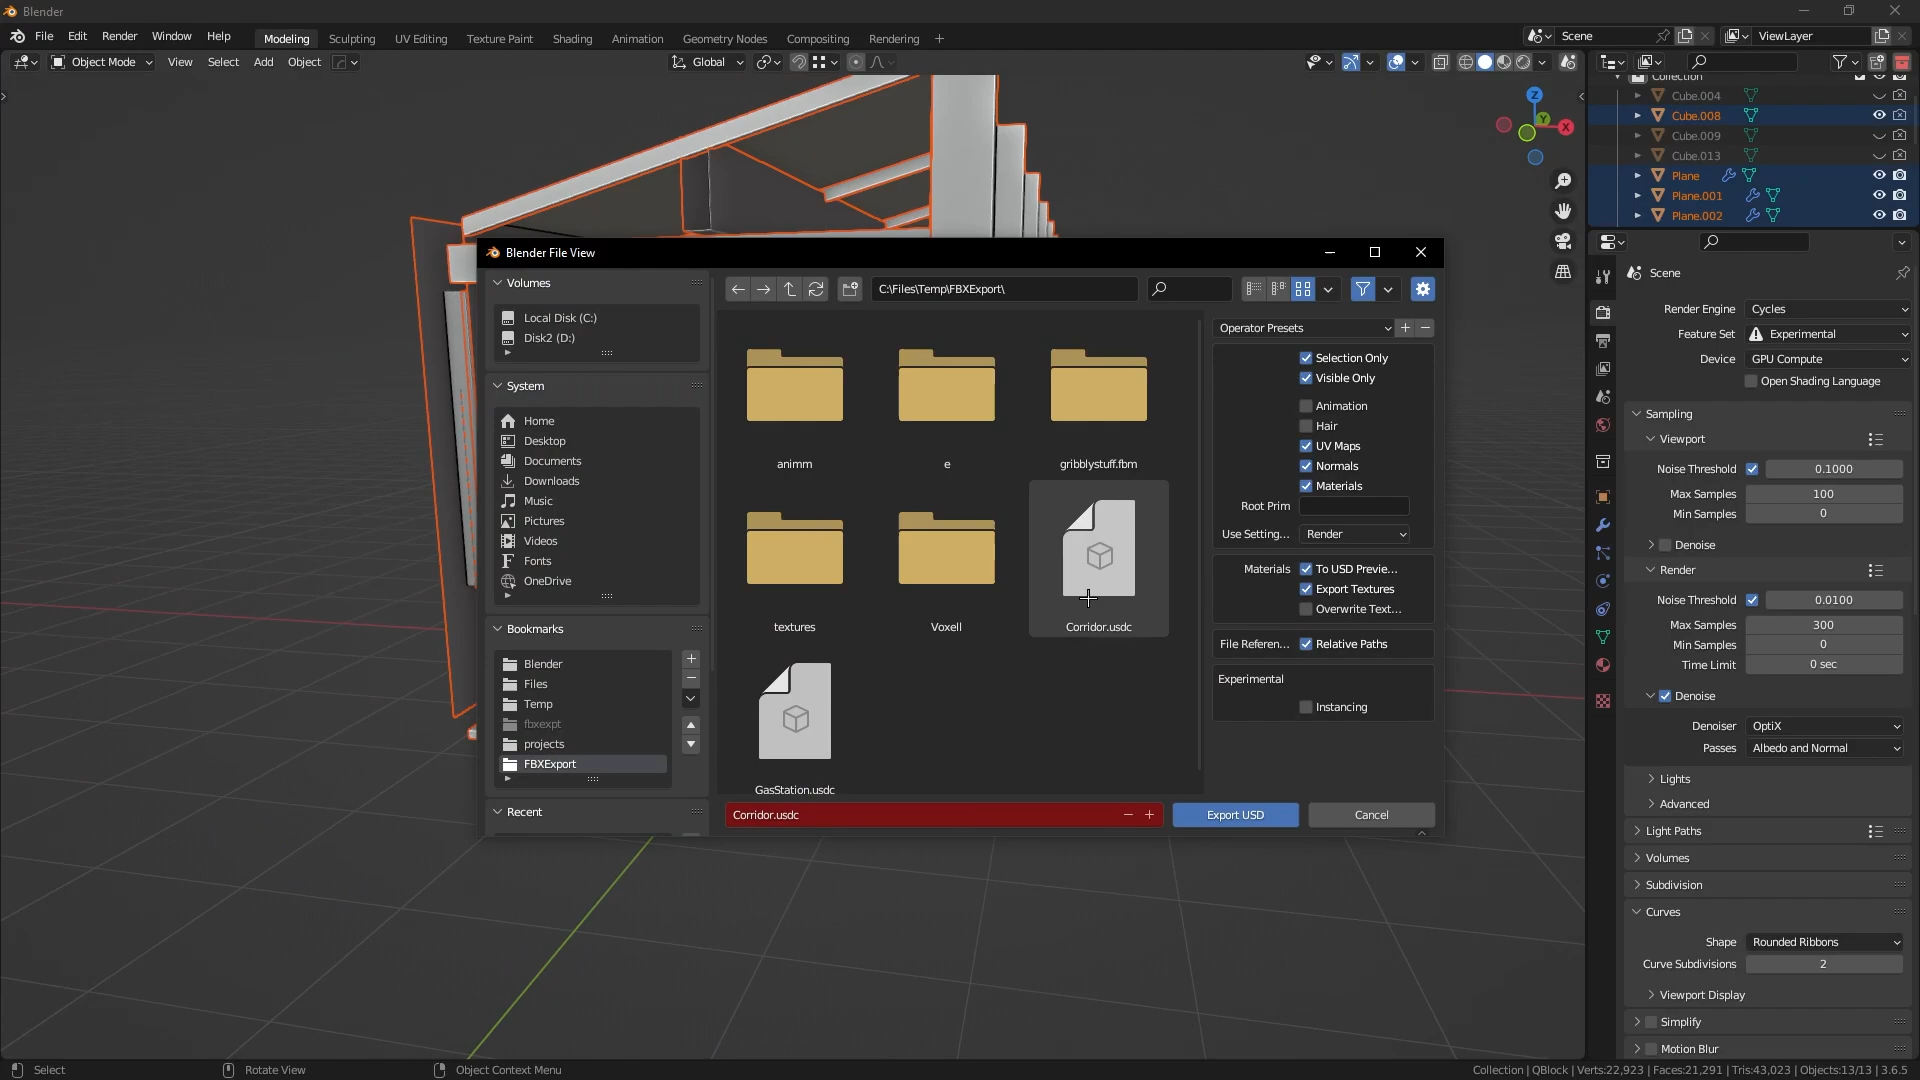 Blender
File Edit Render Window Help
Modeling Sculpting UV Editing Texture Paint Shading Animation Geometry Nodes Compositing Rendering +
Scene
ViewLayer
Object Mode View Select Add Object
Global
Z
Y
X
Collection
Cube.004
Cube.008
Cube.009
Cube.013
Plane
Plane.001
Plane.002
Blender File View
Volumes
Local Disk (C:)
Disk2 (D:)
System
Home
Desktop
Documents
Downloads
Music
Pictures
Videos
Fonts
OneDrive
Bookmarks
Blender
Files
Temp
fbxexpt
projects
FBXExport
Recent
C:\Files\Temp\FBXExport\
animm
e
gribblystuff.fbm
textures
Voxell
Corridor.usdc
GasStation.usdc
Corridor.usdc
Export USD
Cancel
Operator Presets
Selection Only
Visible Only
Animation
Hair
UV Maps
Normals
Materials
Root Prim
Use Setting... Render
Materials To USD Previe...
Export Textures
Overwrite Text...
File Referen... Relative Paths
Experimental
Instancing
Scene
Render Engine Cycles
Feature Set Experimental
Device GPU Compute
Open Shading Language
Sampling
Viewport
Noise Threshold 0.1000
Max Samples 100
Min Samples 0
Denoise
Render
Noise Threshold 0.0100
Max Samples 300
Min Samples 0
Time Limit 0 sec
Denoise
Denoiser OptiX
Passes Albedo and Normal
Lights
Advanced
Light Paths
Volumes
Subdivision
Curves
Shape Rounded Ribbons
Curve Subdivisions 2
Viewport Display
Simplify
Motion Blur
Select
Rotate View
Object Context Menu
Collection | QBlock | Verts:22,923 | Faces:21,291 | Tris:43,023 | Objects:13/13 | 3.6.5